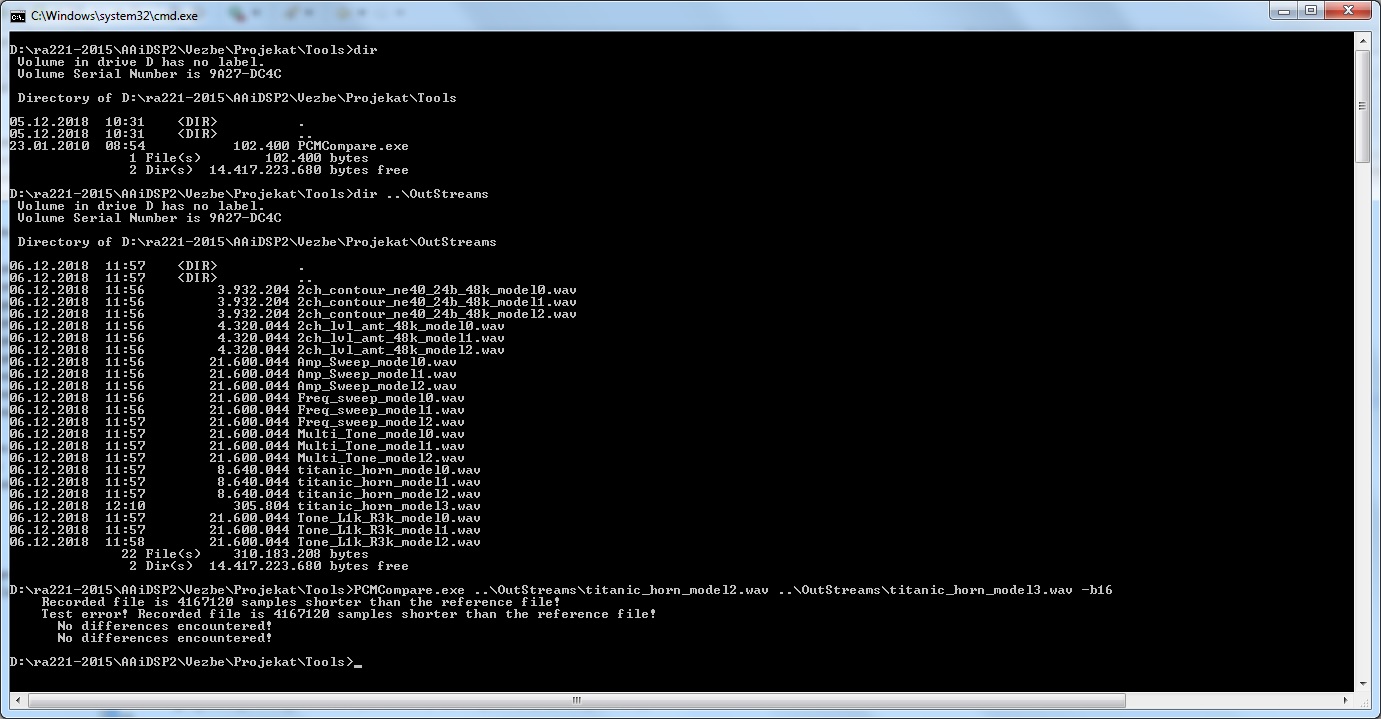 C:\Windows\system32\cmd.exe
D:\ra221-2015\AAiDSP2\Vezbe\Projekat\Tools>dir
Volume in drive D has no label.
Volume Serial Number is 9A27-DC4C
Directory of D:\ra221-2015\AAiDSP2\Vezbe\Projekat\Tools
05.12.2018  10:31    <DIR>          .
05.12.2018  10:31    <DIR>          ..
23.01.2010  08:54           102.400 PCMCompare.exe
1 File(s)        102.400 bytes
2 Dir(s)  14.417.223.680 bytes free
D:\ra221-2015\AAiDSP2\Vezbe\Projekat\Tools>dir ..\OutStreams
Volume in drive D has no label.
Volume Serial Number is 9A27-DC4C
Directory of D:\ra221-2015\AAiDSP2\Vezbe\Projekat\OutStreams
06.12.2018  11:57    <DIR>          .
06.12.2018  11:57    <DIR>          ..
06.12.2018  11:56         3.932.204 2ch_contour_ne40_24b_48k_model0.wav
06.12.2018  11:56         3.932.204 2ch_contour_ne40_24b_48k_model1.wav
06.12.2018  11:56         3.932.204 2ch_contour_ne40_24b_48k_model2.wav
06.12.2018  11:56         4.320.044 2ch_lvl_amt_48k_model0.wav
06.12.2018  11:56         4.320.044 2ch_lvl_amt_48k_model1.wav
06.12.2018  11:56         4.320.044 2ch_lvl_amt_48k_model2.wav
06.12.2018  11:56        21.600.044 Amp_Sweep_model0.wav
06.12.2018  11:56        21.600.044 Amp_Sweep_model1.wav
06.12.2018  11:56        21.600.044 Amp_Sweep_model2.wav
06.12.2018  11:56        21.600.044 Freq_sweep_model0.wav
06.12.2018  11:56        21.600.044 Freq_sweep_model1.wav
06.12.2018  11:57        21.600.044 Freq_sweep_model2.wav
06.12.2018  11:57        21.600.044 Multi_Tone_model0.wav
06.12.2018  11:57        21.600.044 Multi_Tone_model1.wav
06.12.2018  11:57        21.600.044 Multi_Tone_model2.wav
06.12.2018  11:57         8.640.044 titanic_horn_model0.wav
06.12.2018  11:57         8.640.044 titanic_horn_model1.wav
06.12.2018  11:57         8.640.044 titanic_horn_model2.wav
06.12.2018  12:10           305.804 titanic_horn_model3.wav
06.12.2018  11:57        21.600.044 Tone_L1k_R3k_model0.wav
06.12.2018  11:57        21.600.044 Tone_L1k_R3k_model1.wav
06.12.2018  11:58        21.600.044 Tone_L1k_R3k_model2.wav
22 File(s)    310.183.208 bytes
2 Dir(s)  14.417.223.680 bytes free
D:\ra221-2015\AAiDSP2\Vezbe\Projekat\Tools>PCMCompare.exe ..\OutStreams\titanic_horn_model2.wav ..\OutStreams\titanic_horn_model3.wav -b16
Recorded file is 4167120 samples shorter than the reference file!
Test error! Recorded file is 4167120 samples shorter than the reference file!
No differences encountered!
No differences encountered!
D:\ra221-2015\AAiDSP2\Vezbe\Projekat\Tools>_